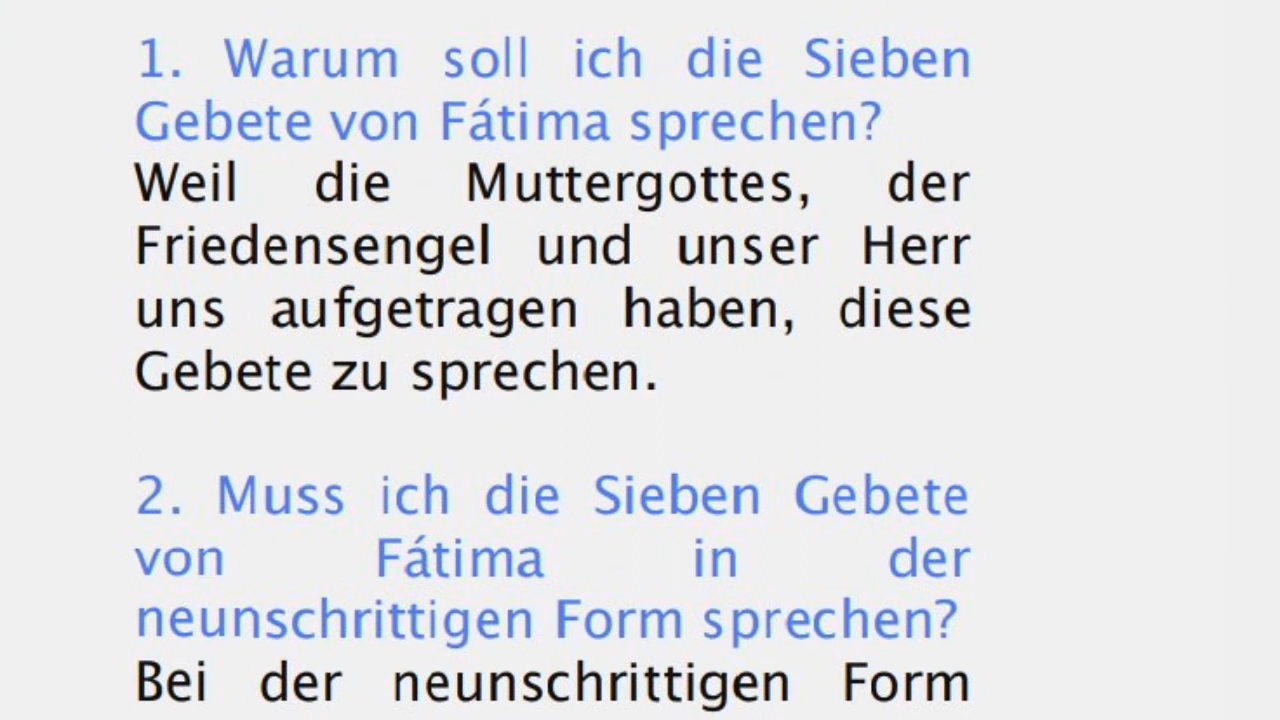 1. Warum soll ich die Sieben
Gebete von Fátima sprechen?
Weil die Muttergottes, der
Friedensengel und unser Herr
uns aufgetragen haben, diese
Gebete zu sprechen.
2. Muss ich die Sieben Gebete
von Fátima in der
neunschrittigen Form sprechen?
Bei der neunschrittigen Form